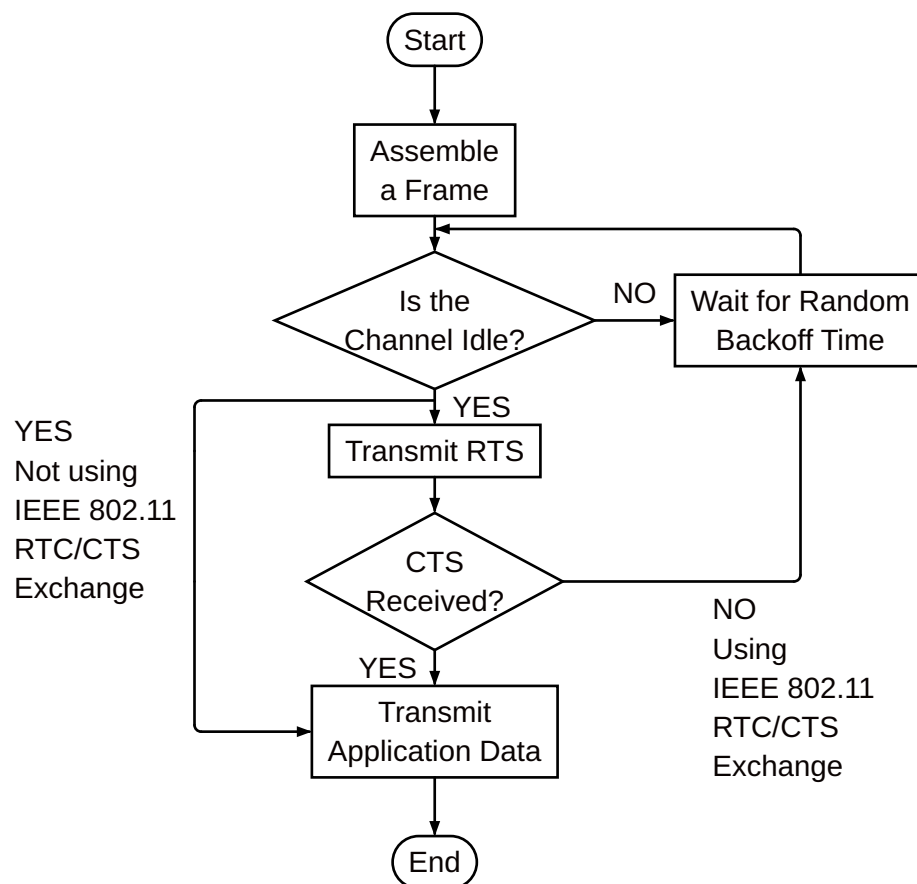 Start
Assemble
a Frame
Is the
Channel Idle?
NO
Wait for Random
Backoff Time
YES
YES
Not using
IEEE 802.11
RTC/CTS
Exchange
Transmit RTS
CTS
Received?
NO
Using
IEEE 802.11
RTC/CTS
Exchange
YES
Transmit
Application Data
End